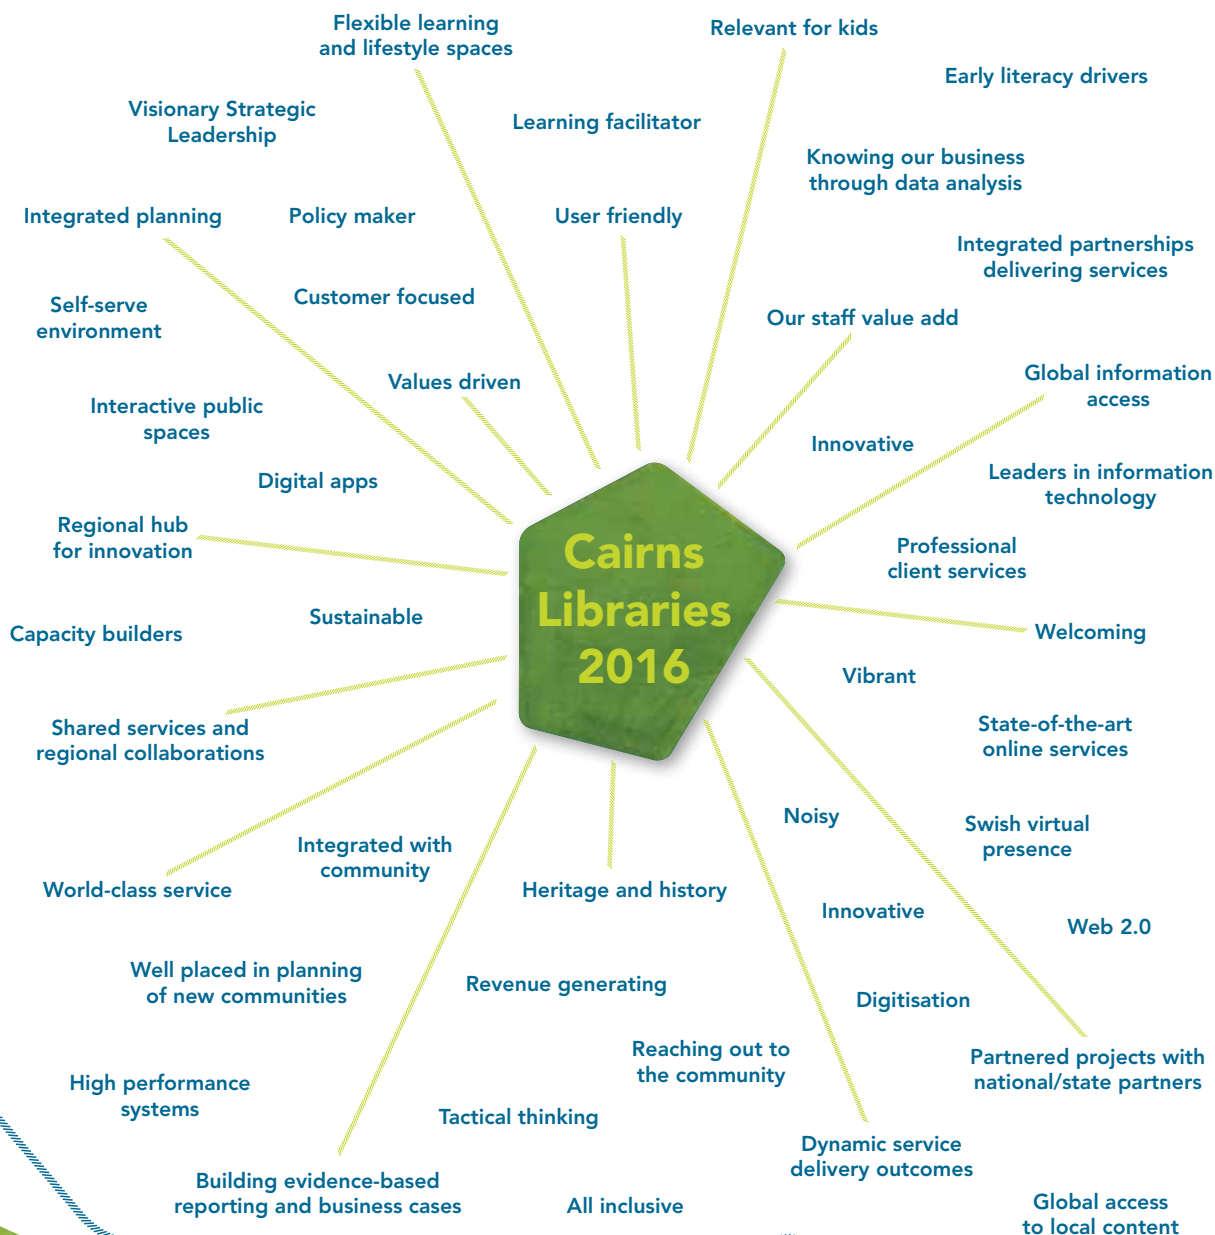 Flexible learning
and lifestyle spaces
Relevant for kids
Early literacy drivers
Visionary Strategic
Leadership
Learning facilitator
Knowing our business
through data analysis
Integrated planning
Policy maker
User friendly
Integrated partnerships
delivering services
Self-serve
environment
Customer focused
Our staff value add
Values driven
Global information
access
Interactive public
spaces
Innovative
Digital apps
Leaders in information
technology
Regional hub
for innovation
Cairns
Libraries
2016
Professional
client services
Capacity builders
Sustainable
Welcoming
Vibrant
Shared services and
regional collaborations
State-of-the-art
online services
Noisy
Swish virtual
presence
Integrated with
community
World-class service
Heritage and history
Innovative
Web 2.0
Well placed in planning
of new communities
Revenue generating
Digitisation
Reaching out to
the community
Partnered projects with
national/state partners
High performance
systems
Tactical thinking
Dynamic service
delivery outcomes
Building evidence-based
reporting and business cases
All inclusive
Global access
to local content